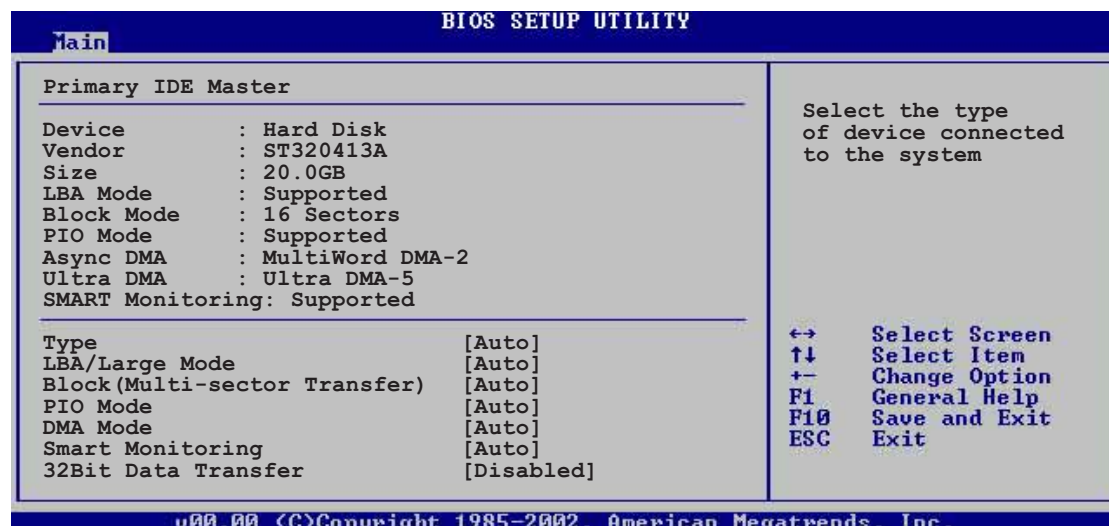 BIOS SETUP UTILITY
Main
Primary IDE Master
Device : Hard Disk
Vendor : ST320413A
Size : 20.0GB
LBA Mode : Supported
Block Mode : 16 Sectors
PIO Mode : Supported
Async DMA : MultiWord DMA-2
Ultra DMA : Ultra DMA-5
SMART Monitoring: Supported
Type [Auto]
LBA/Large Mode [Auto]
Block(Multi-sector Transfer) [Auto]
PIO Mode [Auto]
DMA Mode [Auto]
Smart Monitoring [Auto]
32Bit Data Transfer [Disabled]
Select the type
of device connected
to the system
←→ Select Screen
↑↓ Select Item
+- Change Option
F1 General Help
F10 Save and Exit
ESC Exit
v00.00 (C)Copyright 1985-2002, American Megatrends, Inc